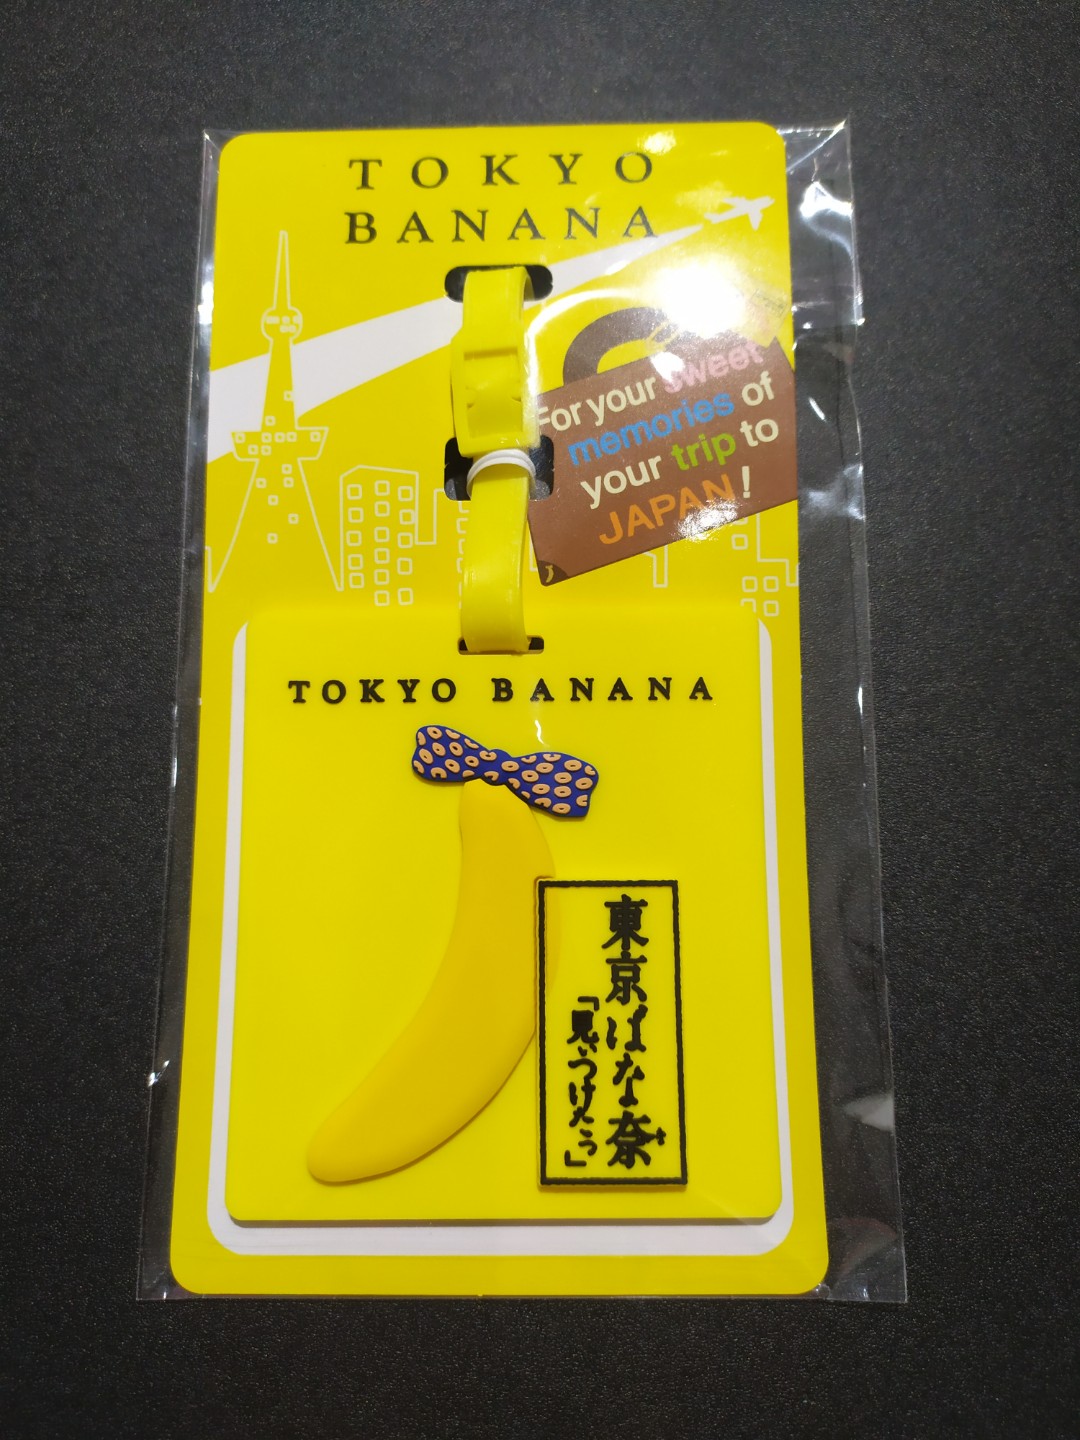 TOKYO
BANANA
For your sweet
memories of
your trip to
JAPAN!
TOKYO BANANA
東京ばな奈
「見ぃつけたっ」